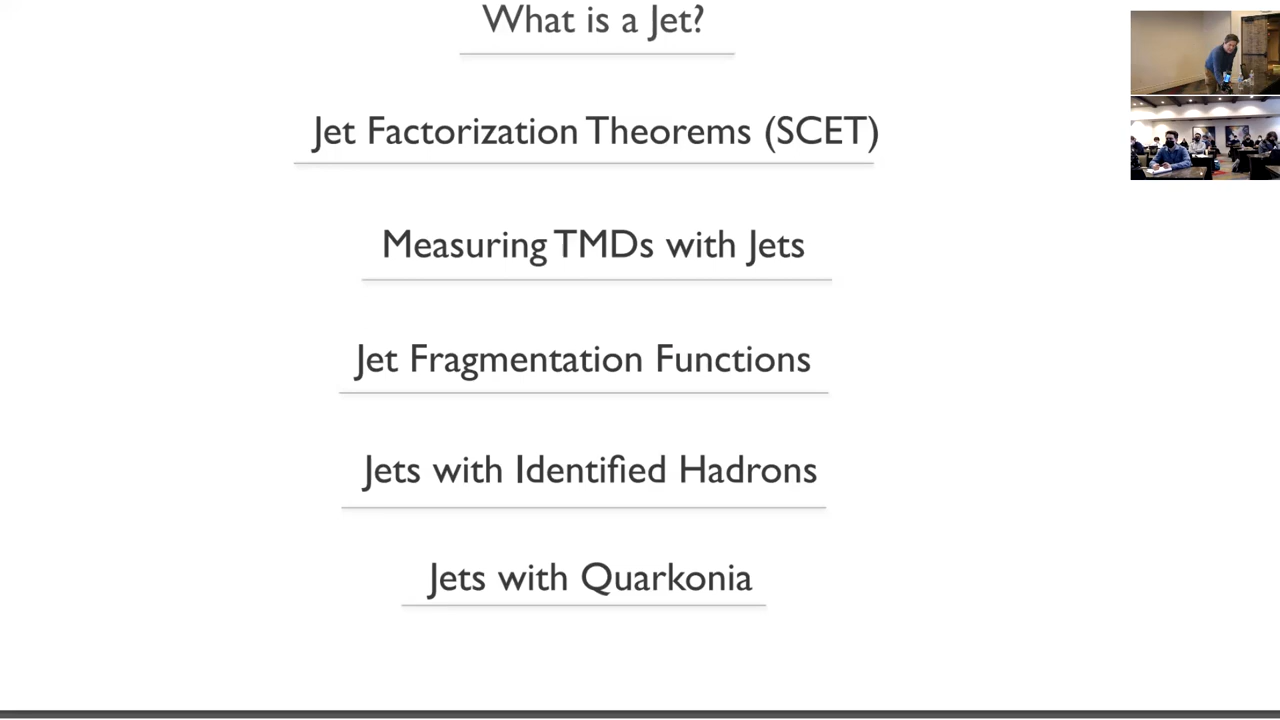 What is a Jet?
Jet Factorization Theorems (SCET)
Measuring TMDs with Jets
Jet Fragmentation Functions
Jets with Identified Hadrons
Jets with Quarkonia